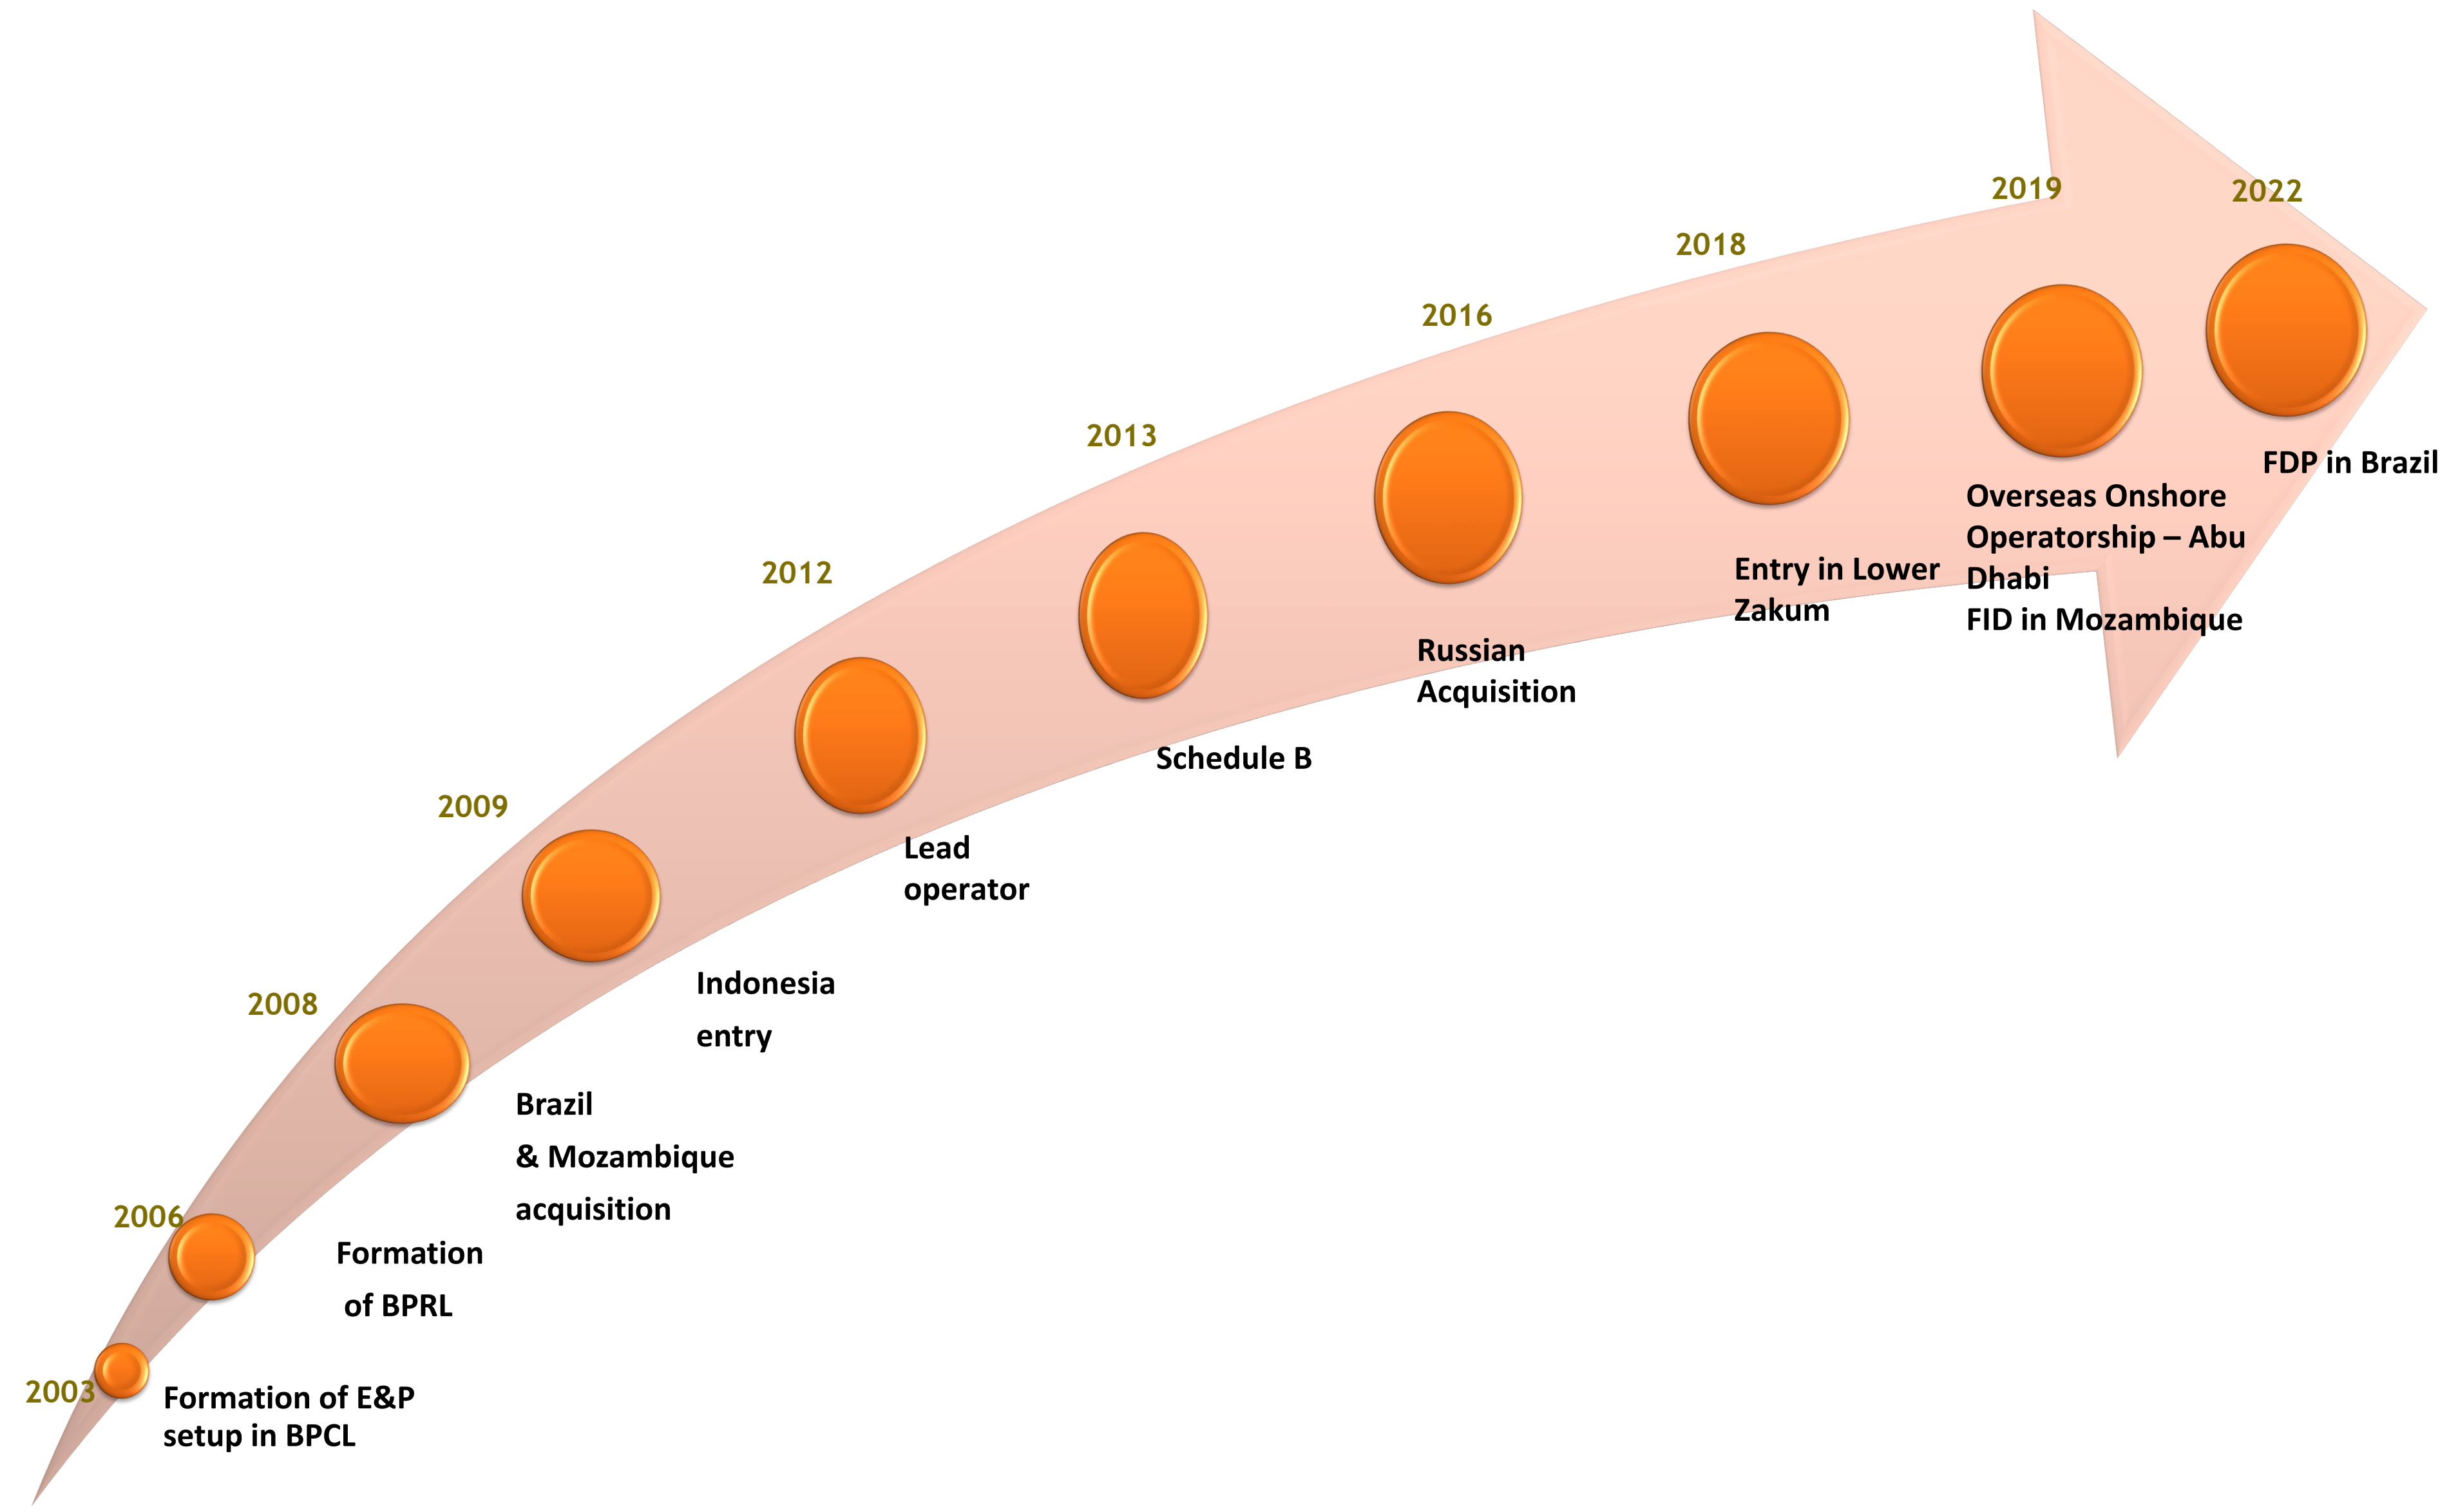 2003
Formation of E&P
setup in BPCL
2006
Formation
of BPRL
2008
Brazil
& Mozambique
acquisition
2009
Indonesia
entry
2012
Lead
operator
2013
Schedule B
2016
Russian
Acquisition
2018
Entry in Lower
Zakum
2019
Overseas Onshore
Operatorship – Abu
Dhabi
FID in Mozambique
2022
FDP in Brazil